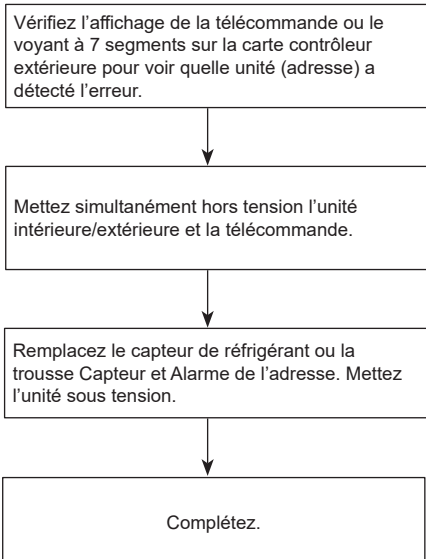 Vérifiez l’affichage de la télécommande ou le
voyant à 7 segments sur la carte contrôleur
extérieure pour voir quelle unité (adresse) a
détecté l’erreur.
Mettez simultanément hors tension l’unité
intérieure/extérieure et la télécommande.
Remplacez le capteur de réfrigérant ou la
trousse Capteur et Alarme de l’adresse. Mettez
l’unité sous tension.
Complétez.